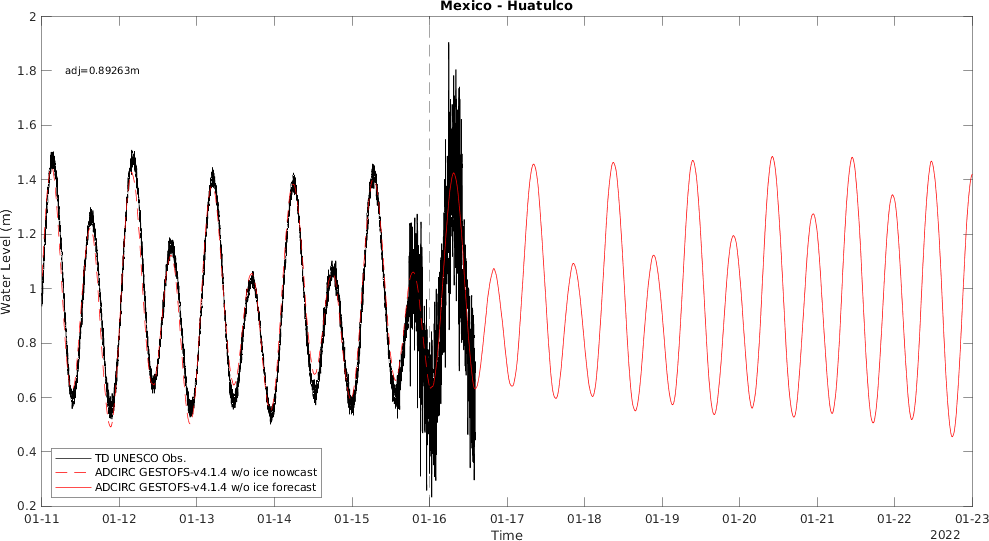 Mexico - Huatulco
2
1.8
1.6
1.4
1.2
1
0.8
0.6
0.4
0.2
Water Level (m)
adj=0.89263m
TD UNESCO Obs.
ADCIRC GESTOFS-v4.1.4 w/o ice nowcast
ADCIRC GESTOFS-v4.1.4 w/o ice forecast
01-11 01-12 01-13 01-14 01-15 01-16 01-17 01-18 01-19 01-20 01-21 01-22 01-23
Time
2022